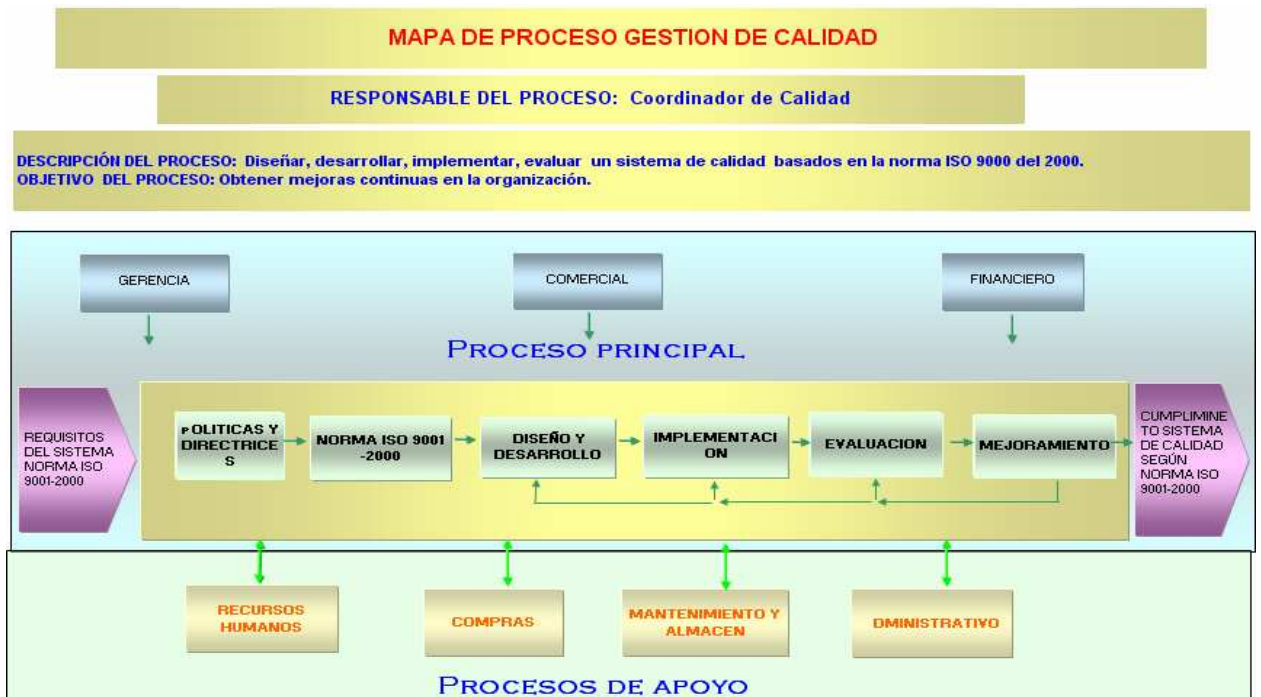 MAPA DE PROCESO GESTION DE CALIDAD
RESPONSABLE DEL PROCESO: Coordinador de Calidad
DESCRIPCIÓN DEL PROCESO: Diseñar, desarrollar, implementar, evaluar un sistema de calidad basados en la norma ISO 9000 del 2000.
OBJETIVO DEL PROCESO: Obtener mejoras continuas en la organización.
GERENCIA
COMERCIAL
FINANCIERO
PROCESO PRINCIPAL
REQUISITOS
DEL SISTEMA
NORMA ISO
9001-2000
POLITICAS Y
DIRECTRICE
S
NORMA ISO 9001
-2000
DISEÑO Y
DESARROLLO
IMPLEMENTACI
ON
EVALUACION
MEJORAMIENTO
CUMPLIMINE
TO SISTEMA
DE CALIDAD
SEGÚN
NORMA ISO
9001-2000
RECURSOS
HUMANOS
COMPRAS
MANTENIMIENTO Y
ALMACEN
DMINISTRATIVO
PROCESOS DE APOYO